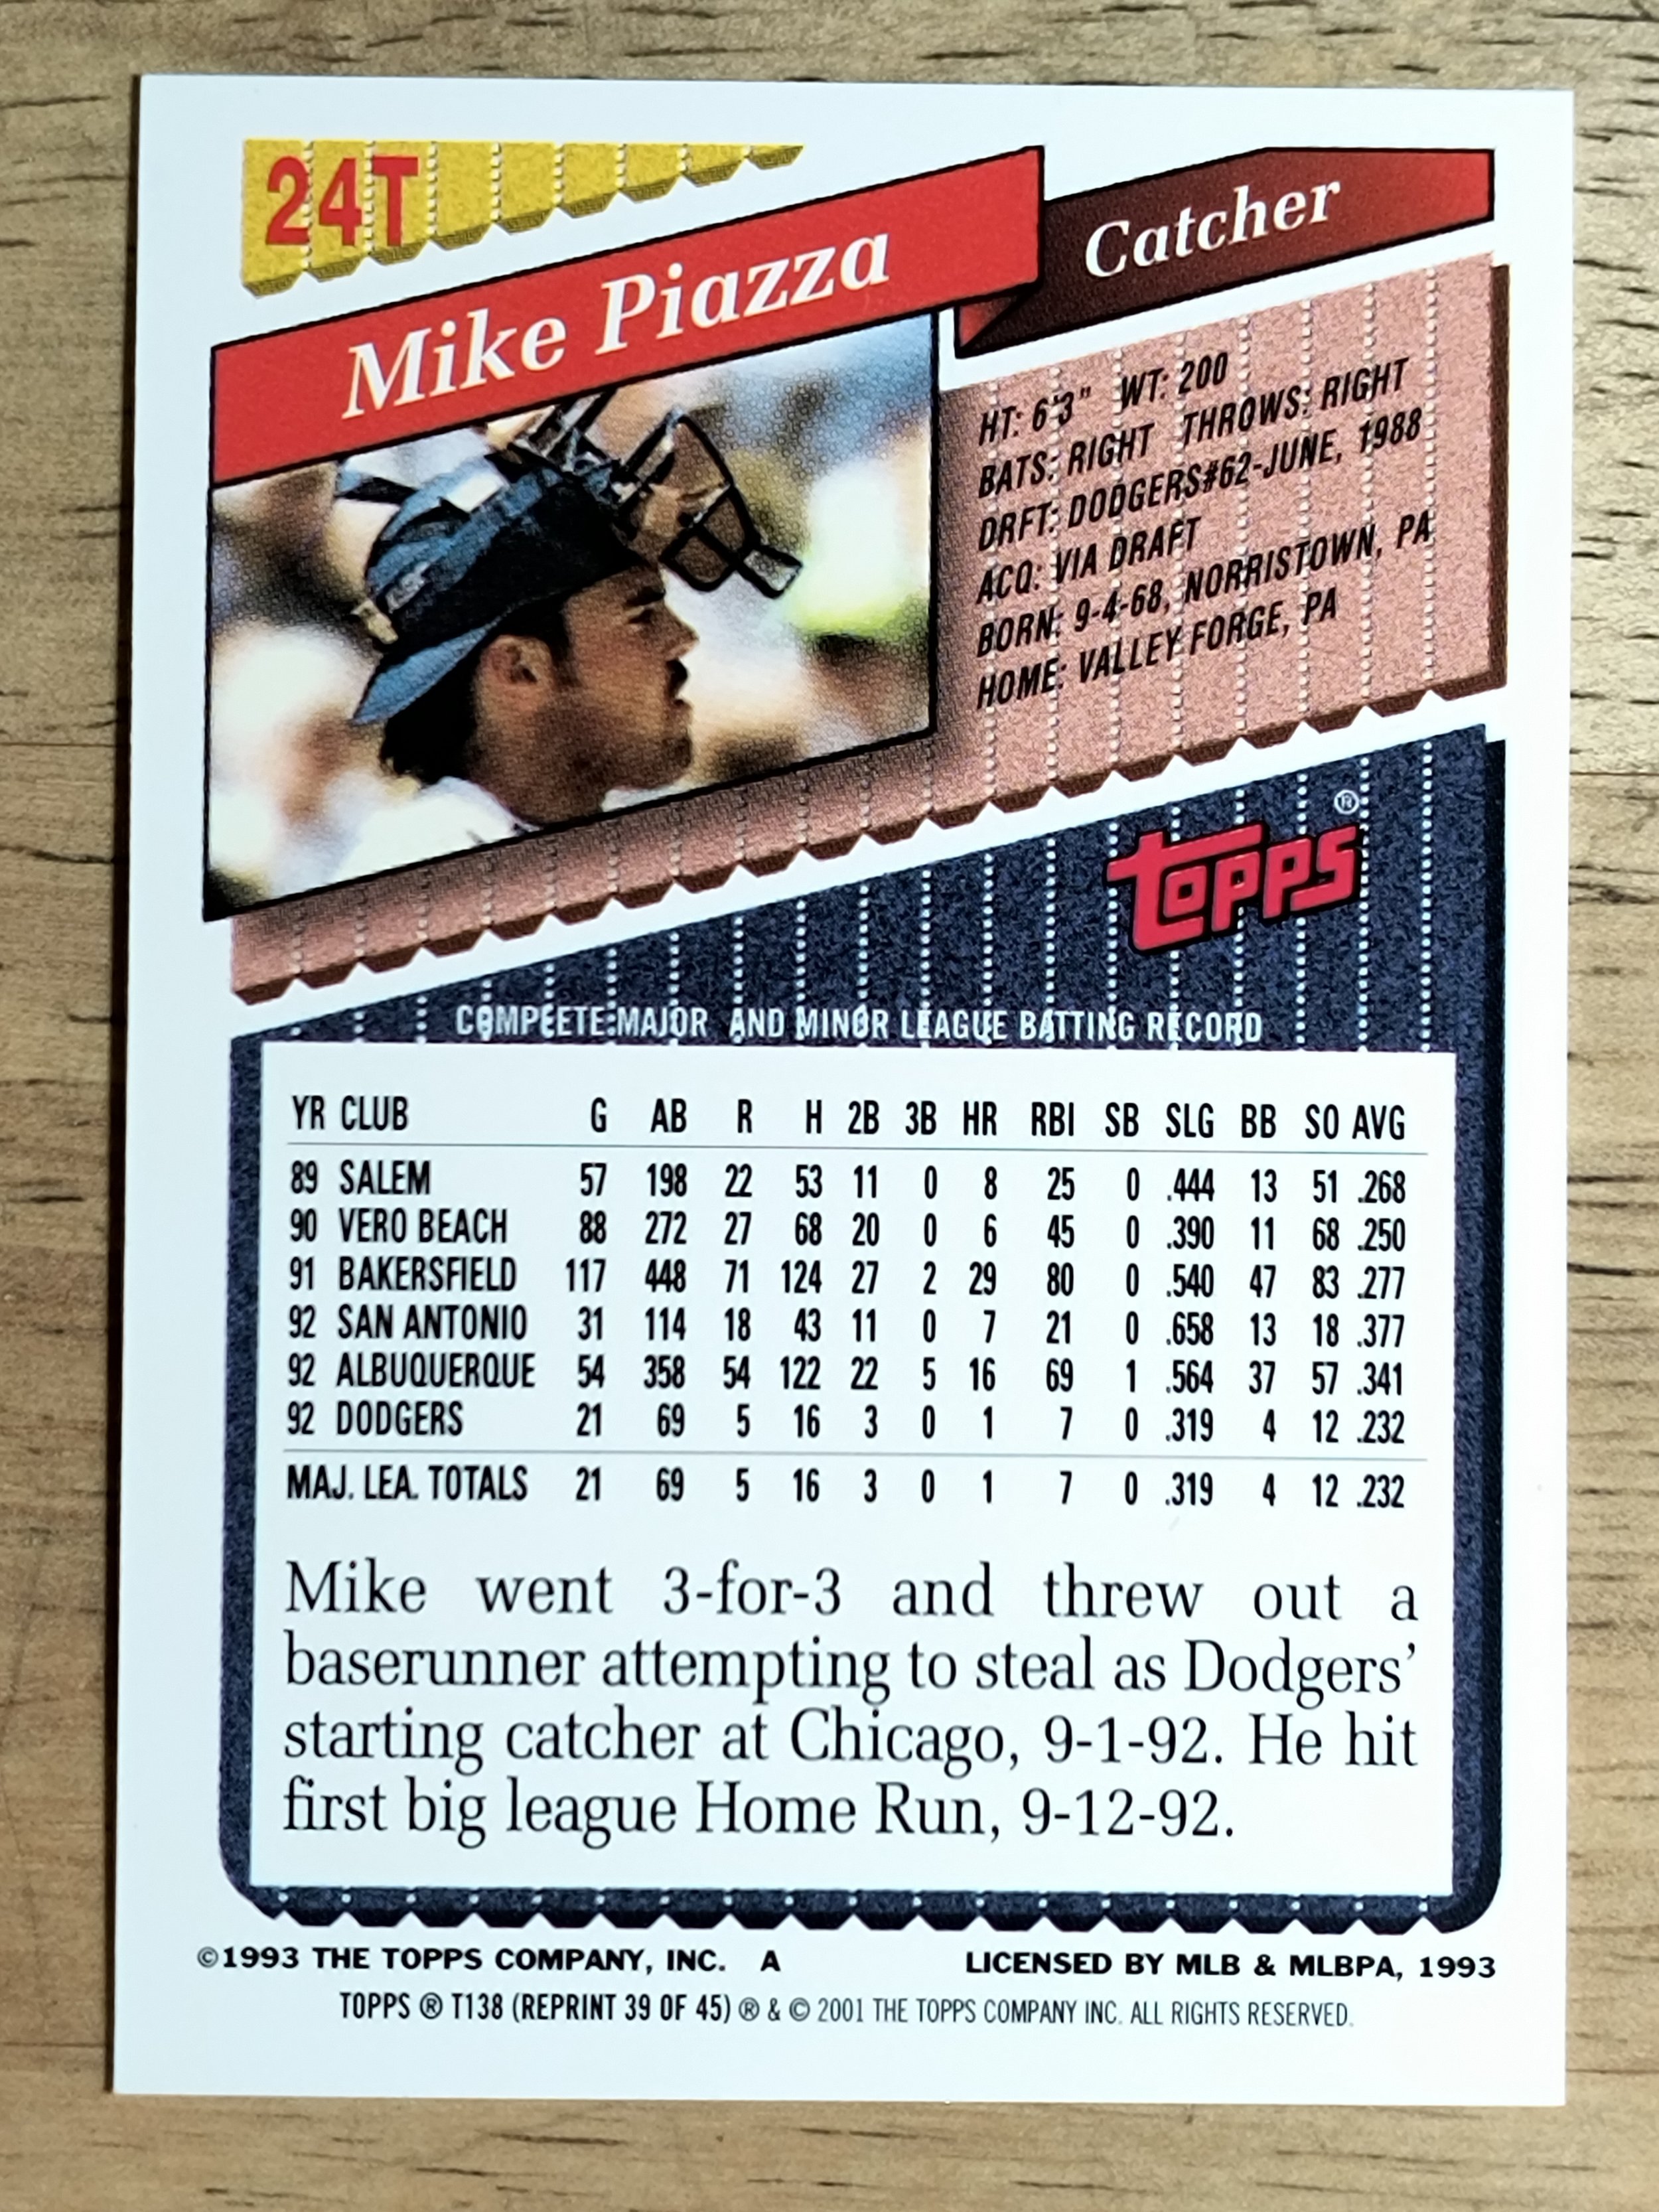 24T
Mike Piazza
Catcher
HT: 6'3" WT: 200
BATS: RIGHT THROWS: RIGHT
DRFT: DODGERS#62-JUNE, 1988
ACQ: VIA DRAFT
BORN: 9-4-68, NORRISTOWN, PA
HOME: VALLEY FORGE, PA
topps®
COMPLETE MAJOR AND MINOR LEAGUE BATTING RECORD
YR CLUB G AB R H 2B 3B HR RBI SB SLG BB SO AVG
89 SALEM 57 198 22 53 11 0 8 25 0 .444 13 51 .268
90 VERO BEACH 88 272 27 68 20 0 6 45 0 .390 11 68 .250
91 BAKERSFIELD 117 448 71 124 27 2 29 80 0 .540 47 83 .277
92 SAN ANTONIO 31 114 18 43 11 0 7 21 0 .658 13 18 .377
92 ALBUQUERQUE 54 358 54 122 22 5 16 69 1 .564 37 57 .341
92 DODGERS 21 69 5 16 3 0 1 7 0 .319 4 12 .232
MAJ. LEA. TOTALS 21 69 5 16 3 0 1 7 0 .319 4 12 .232
Mike went 3-for-3 and threw out a
baserunner attempting to steal as Dodgers’
starting catcher at Chicago, 9-1-92. He hit
first big league Home Run, 9-12-92.
©1993 THE TOPPS COMPANY, INC. A LICENSED BY MLB & MLBPA, 1993
TOPPS ® T138 (REPRINT 39 OF 45) ® & © 2001 THE TOPPS COMPANY INC. ALL RIGHTS RESERVED.